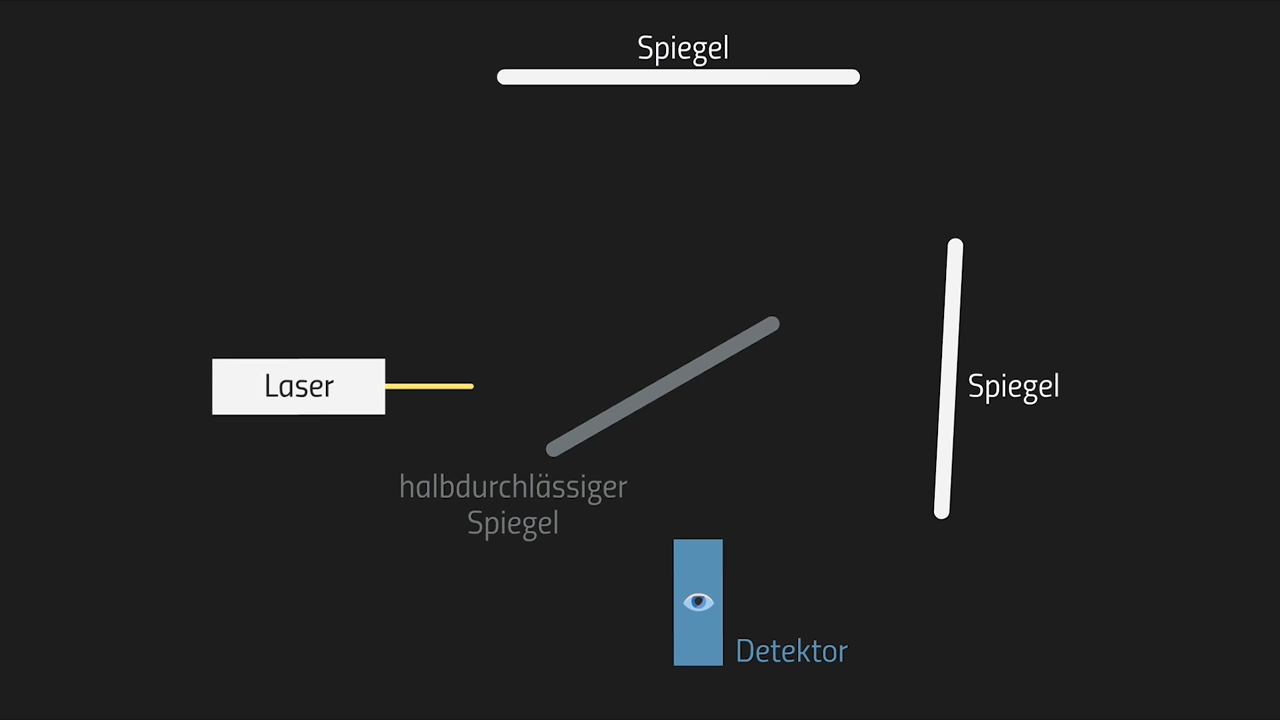 Spiegel
Laser
Spiegel
halbdurchlässiger
Spiegel
Detektor